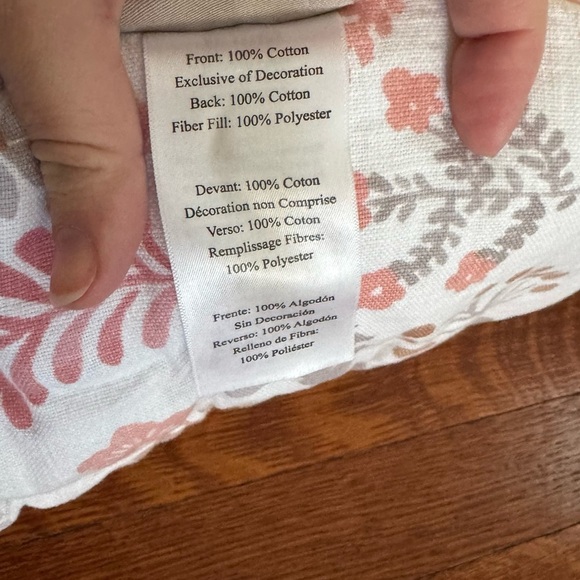 Front: 100% Cotton
Exclusive of Decoration
Back: 100% Cotton
Fiber Fill: 100% Polyester
Devant: 100% Coton
Décoration non Comprise
Verso: 100% Coton
Remplissage Fibres:
100% Polyester
Frente: 100% Algodón
Sin Decoración
Reverso: 100% Algodón
Relleno de Fibra:
100% Poliéster